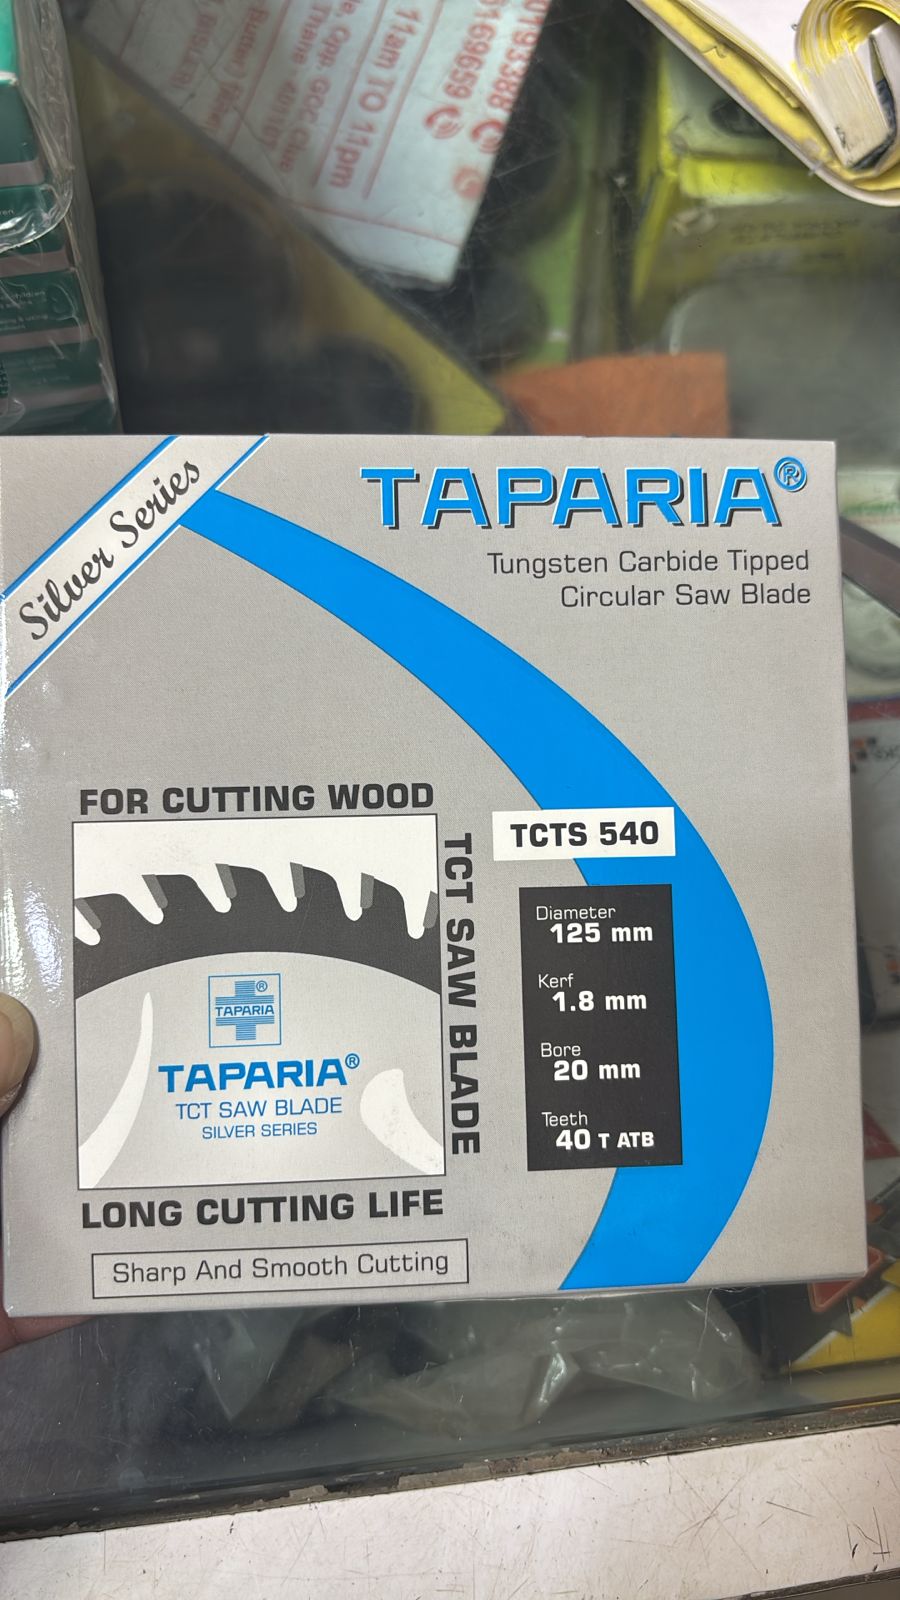 11am TO 11pm
Silver Series
TAPARIA®
Tungsten Carbide Tipped
Circular Saw Blade
FOR CUTTING WOOD
TCT SAW BLADE
TAPARIA®
TAPARIA®
TCT SAW BLADE
SILVER SERIES
LONG CUTTING LIFE
Sharp And Smooth Cutting
TCTS 540
Diameter
125 mm
Kerf
1.8 mm
Bore
20 mm
Teeth
40 T ATB